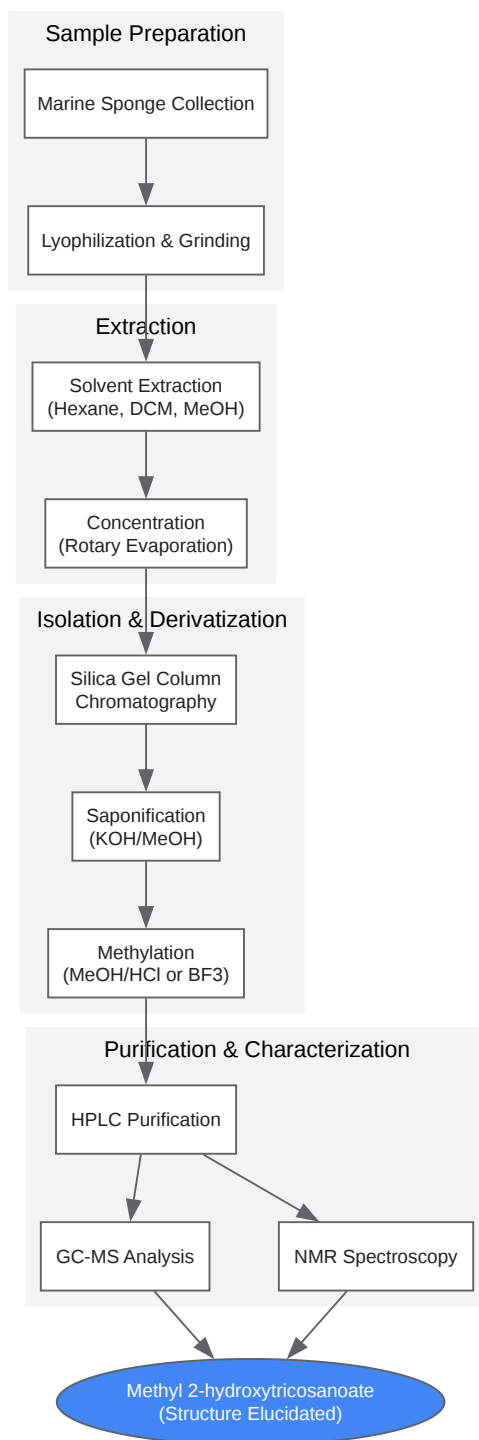 Sample Preparation
Marine Sponge Collection
Lyophilization & Grinding
Extraction
Solvent Extraction
(Hexane, DCM, MeOH)
Concentration
(Rotary Evaporation)
Isolation & Derivatization
Silica Gel Column
Chromatography
Saponification
(KOH/MeOH)
Methylation
(MeOH/HCl or BF3)
Purification & Characterization
HPLC Purification
GC-MS Analysis
NMR Spectroscopy
Methyl 2-hydroxytricosanoate
(Structure Elucidated)